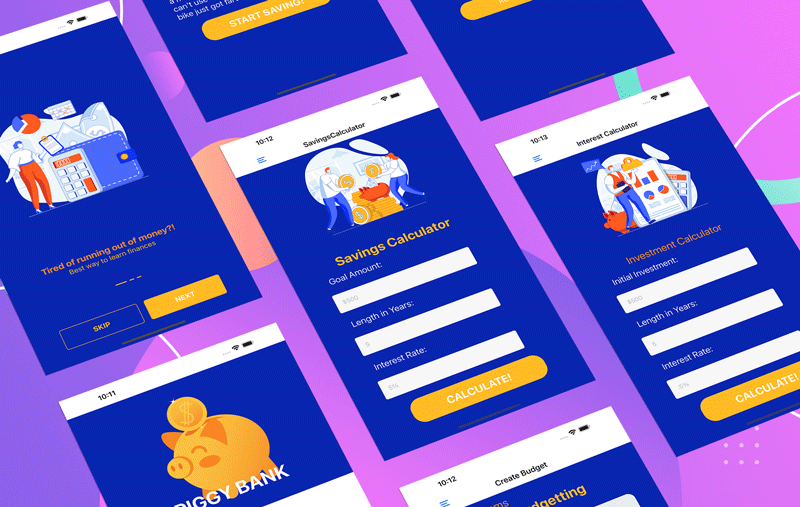 can't use
bike just got far
START SAVING!
Tired of running out of money?!
Best way to learn finances
SKIP
NEXT
10:12
SavingsCalculator
Savings Calculator
Goal Amount:
$500
Length in Years:
5
Interest Rate:
5%
CALCULATE!
10:13
Interest Calculator
Investment Calculator
Initial Investment:
$500
Length in Years:
5
Interest Rate:
5%
CALCULATE!
10:11
PIGGY BANK
10:12
Create Budget